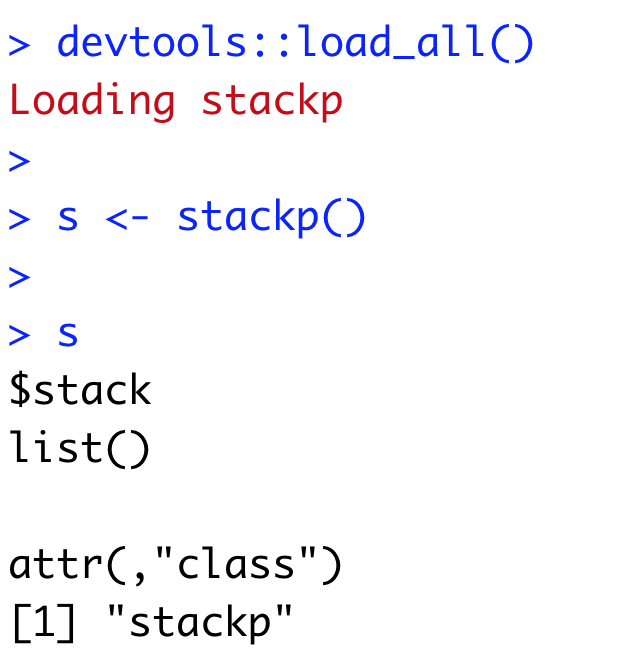 > devtools::load_all()
Loading stackp
>
> s <- stackp()
>
> s
$stack
list()

attr(,"class")
[1] "stackp"